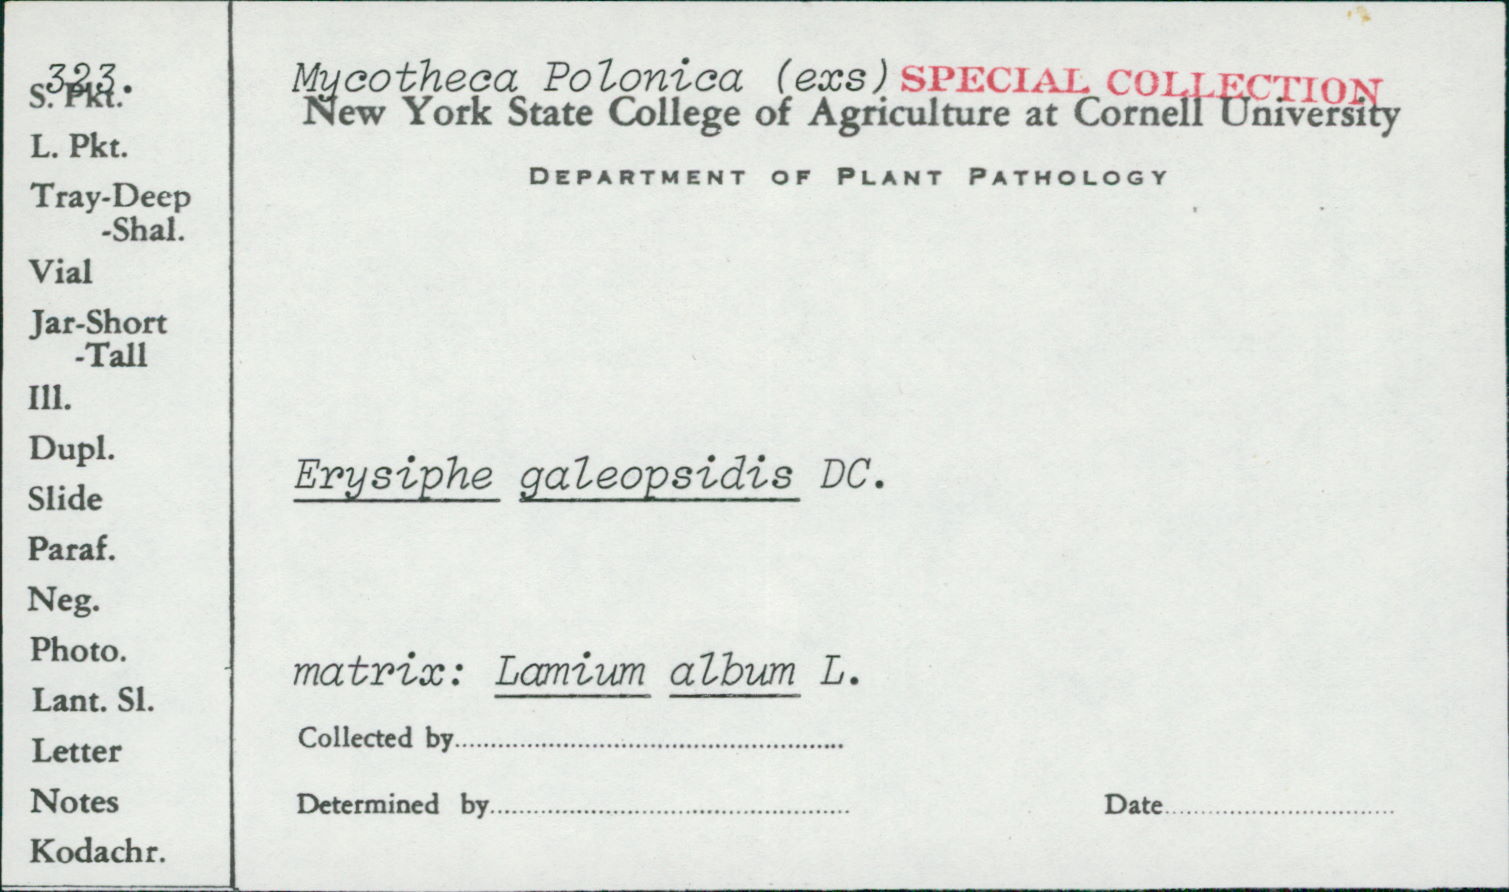 323.
S. Pkt.
L. Pkt.
Tray-Deep
-Shal.
Vial
Jar-Short
-Tall
Ill.
Dupl.
Slide
Paraf.
Neg.
Photo.
Lant. Sl.
Letter
Notes
Kodachr.
Mycotheca Polonica (exs) SPECIAL COLLECTION
New York State College of Agriculture at Cornell University
DEPARTMENT OF PLANT PATHOLOGY
Erysiphe galeopsidis DC.
matrix: Lamium album L.
Collected by
Determined by
Date